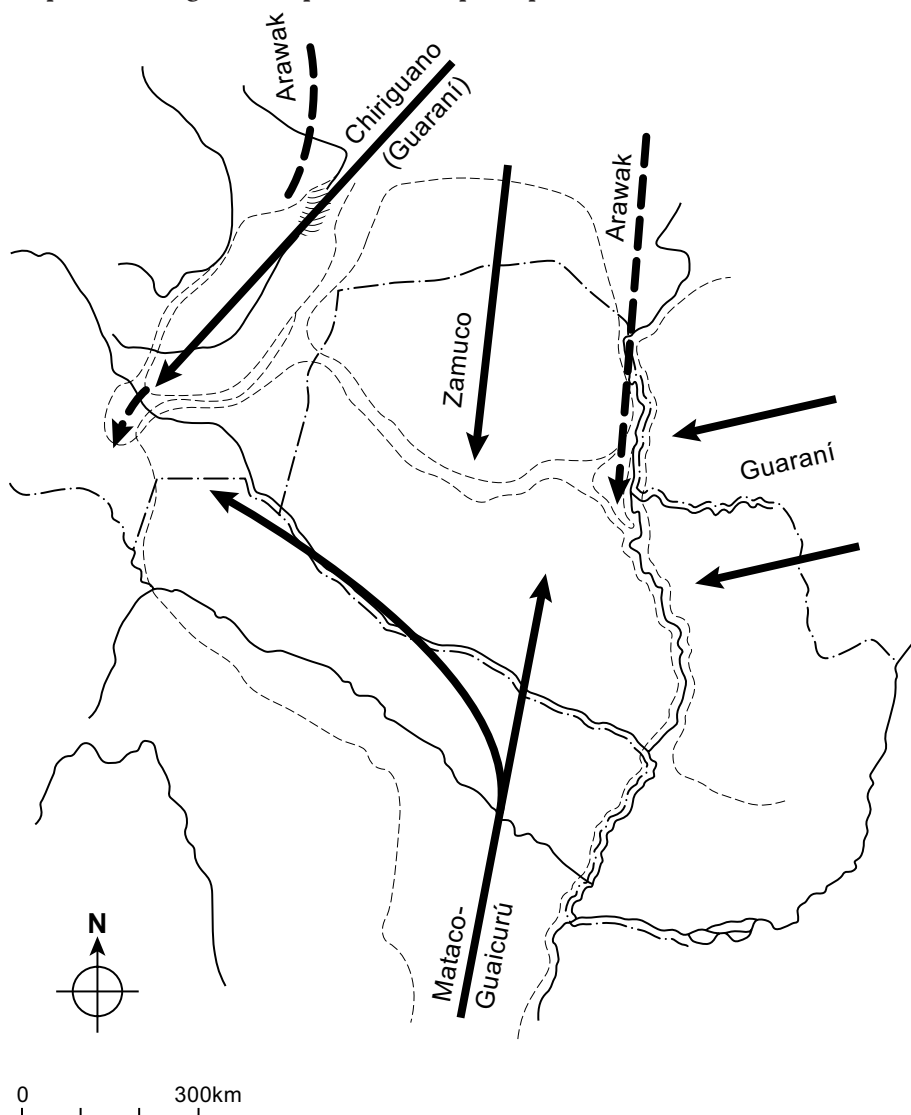 Arawak
Chiriguano
(Guaraní)
Arawak
Zamuco
Guaraní
Mataco-
Guaicurú
N
0 300km